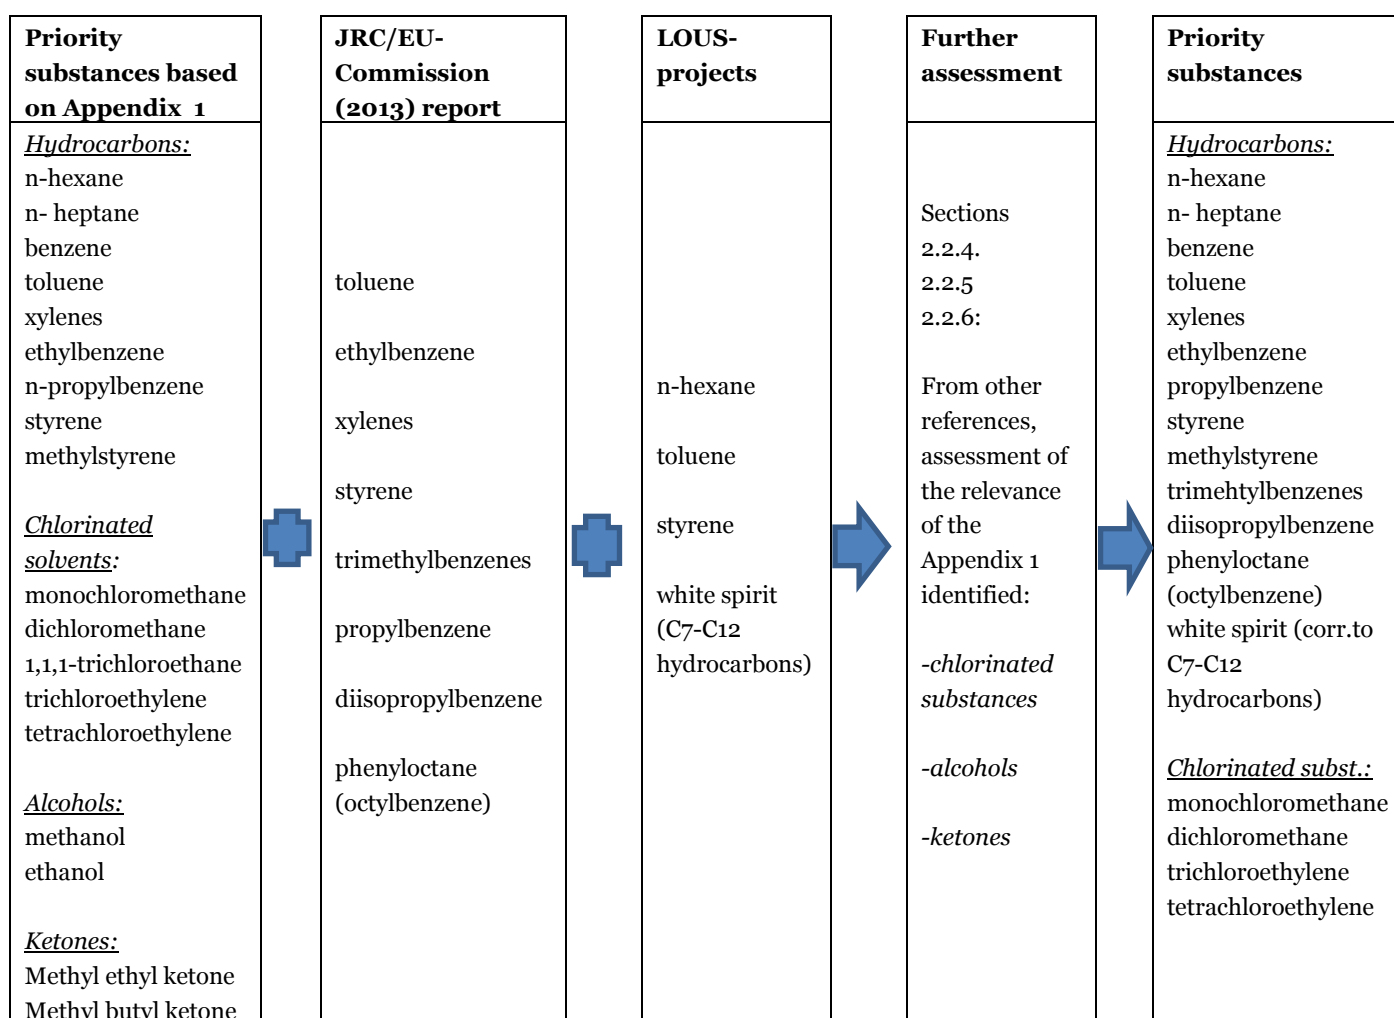 Priority
substances based
on Appendix 1
Hydrocarbons:
n-hexane
n- heptane
benzene
toluene
xylenes
ethylbenzene
n-propylbenzene
styrene
methylstyrene
Chlorinated
solvents:
monochloromethane
dichloromethane
1,1,1-trichloroethane
trichloroethylene
tetrachloroethylene
Alcohols:
methanol
ethanol
Ketones:
Methyl ethyl ketone
Methyl butyl ketone
JRC/EU-
Commission
(2013) report
toluene
ethylbenzene
xylenes
styrene
trimethylbenzenes
propylbenzene
diisopropylbenzene
phenyloctane
(octylbenzene)
LOUS-
projects
n-hexane
toluene
styrene
white spirit
(C7-C12
hydrocarbons)
Further
assessment
Sections
2.2.4.
2.2.5
2.2.6:
From other
references,
assessment of
the relevance
of the
Appendix 1
identified:
-chlorinated
substances
-alcohols
-ketones
Priority
substances
Hydrocarbons:
n-hexane
n- heptane
benzene
toluene
xylenes
ethylbenzene
propylbenzene
styrene
methylstyrene
trimehtylbenzenes
diisopropylbenzene
phenyloctane
(octylbenzene)
white spirit (corr.to
C7-C12
hydrocarbons)
Chlorinated subst.:
monochloromethane
dichloromethane
trichloroethylene
tetrachloroethylene